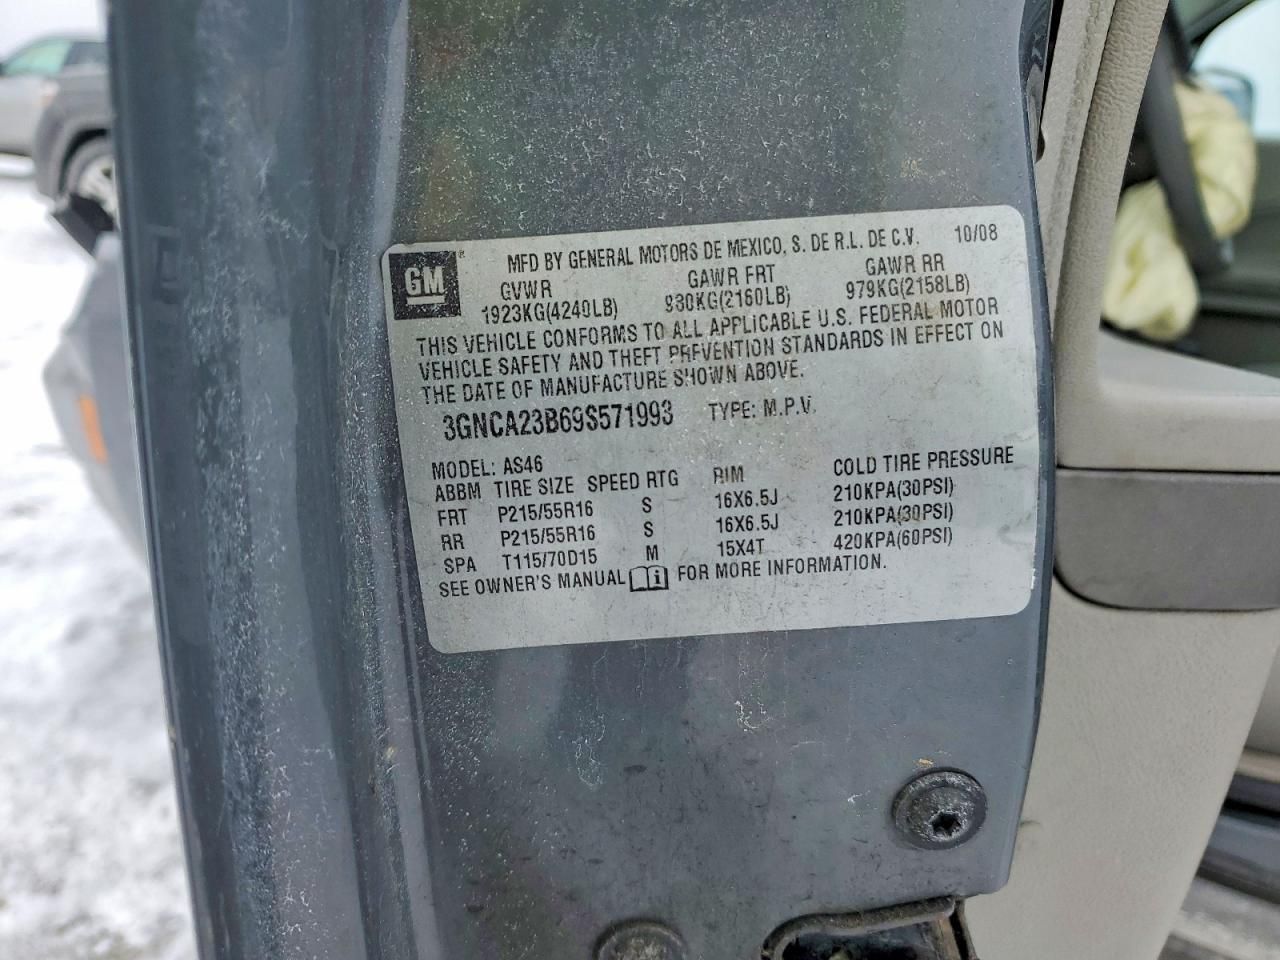 GM ® MFD BY GENERAL MOTORS DE MEXICO, S. DE R.L. DE C.V. 10/08
GVWR GAWR FRT GAWR RR
1923KG(4240LB) 980KG(2160LB) 979KG(2158LB)
THIS VEHICLE CONFORMS TO ALL APPLICABLE U.S. FEDERAL MOTOR
VEHICLE SAFETY AND THEFT PREVENTION STANDARDS IN EFFECT ON
THE DATE OF MANUFACTURE SHOWN ABOVE.
3GNCA23B69S571993 TYPE: M.P.V.
MODEL: AS46
ABBM TIRE SIZE SPEED RTG RIM COLD TIRE PRESSURE
FRT P215/55R16 S 16X6.5J 210KPA(30PSI)
RR P215/55R16 S 16X6.5J 210KPA(30PSI)
SPA T115/70D15 M 15X4T 420KPA(60PSI)
SEE OWNER'S MANUAL FOR MORE INFORMATION.